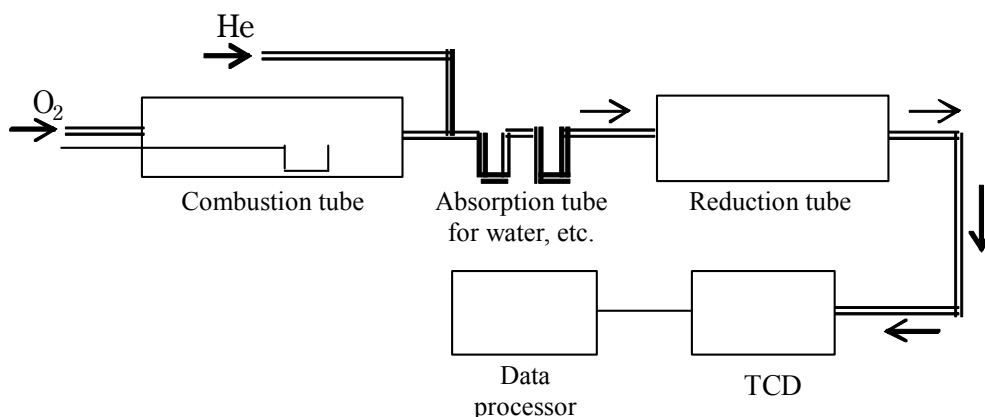 He
O2
Combustion tube
Absorption tube
for water, etc.
Reduction tube
Data
processor
TCD